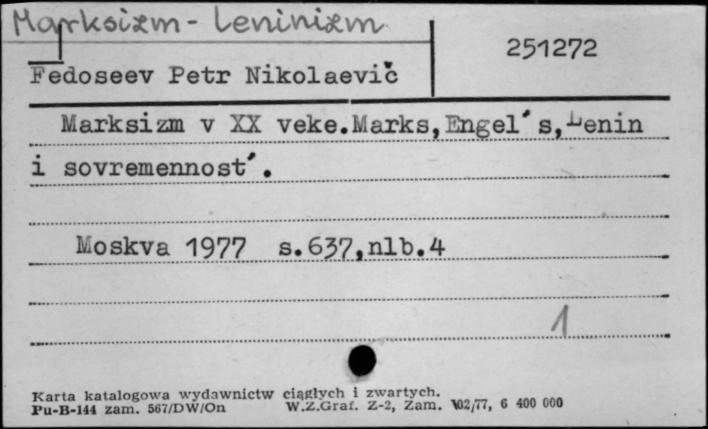 Marksizm - Leninizm
251272
Fedoseev Petr Nikolaevič
Marksizm v XX veke.Marks,Engel´s,Lenin
i sovremennost´.
Moskva 1977 s.637,nlb.4
1
Karta katalogowa wydawnictw ciągłych i zwartych.
Pu-B-144 zam. 567/DW/On W.Z.Graf. Z-2, Zam. 102/77, 6 400 000